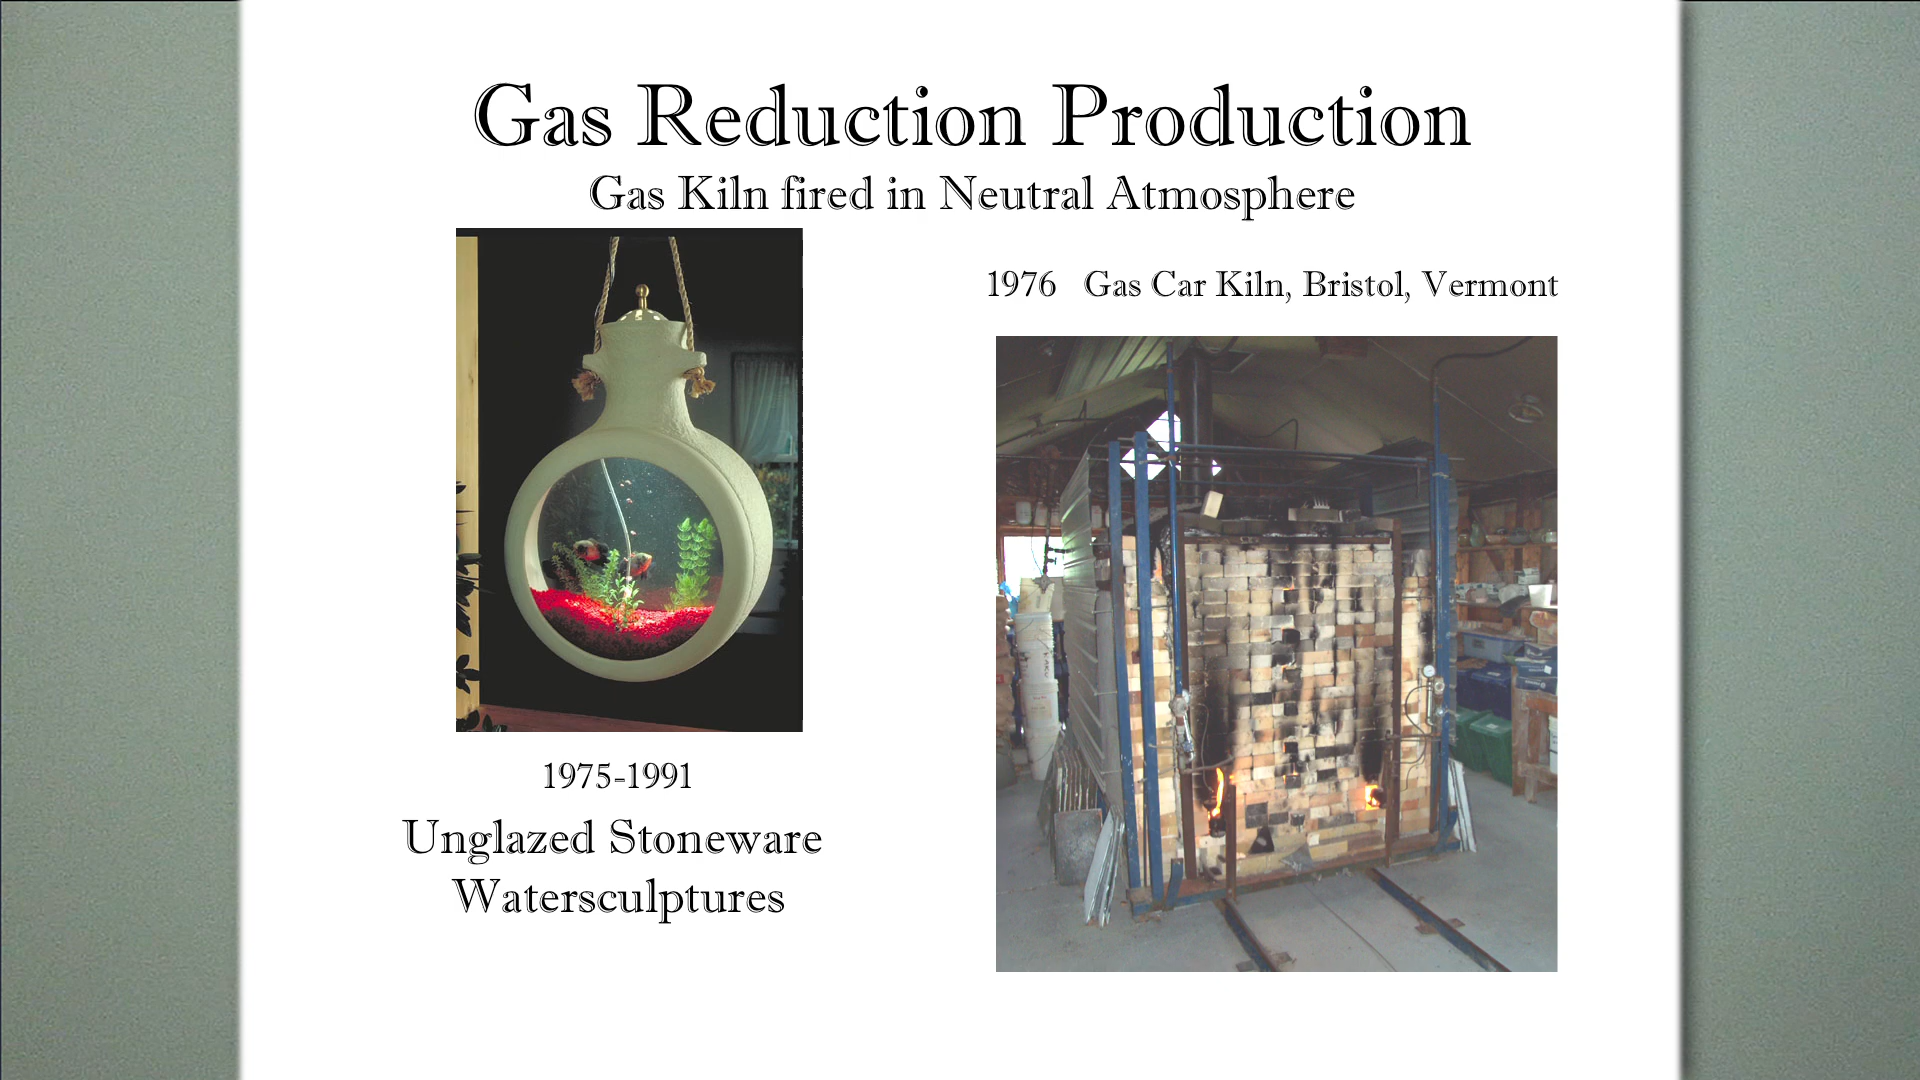 Gas Reduction Production
Gas Kiln fired in Neutral Atmosphere
1976 Gas Car Kiln, Bristol, Vermont
1975-1991
Unglazed Stoneware
Watersculptures